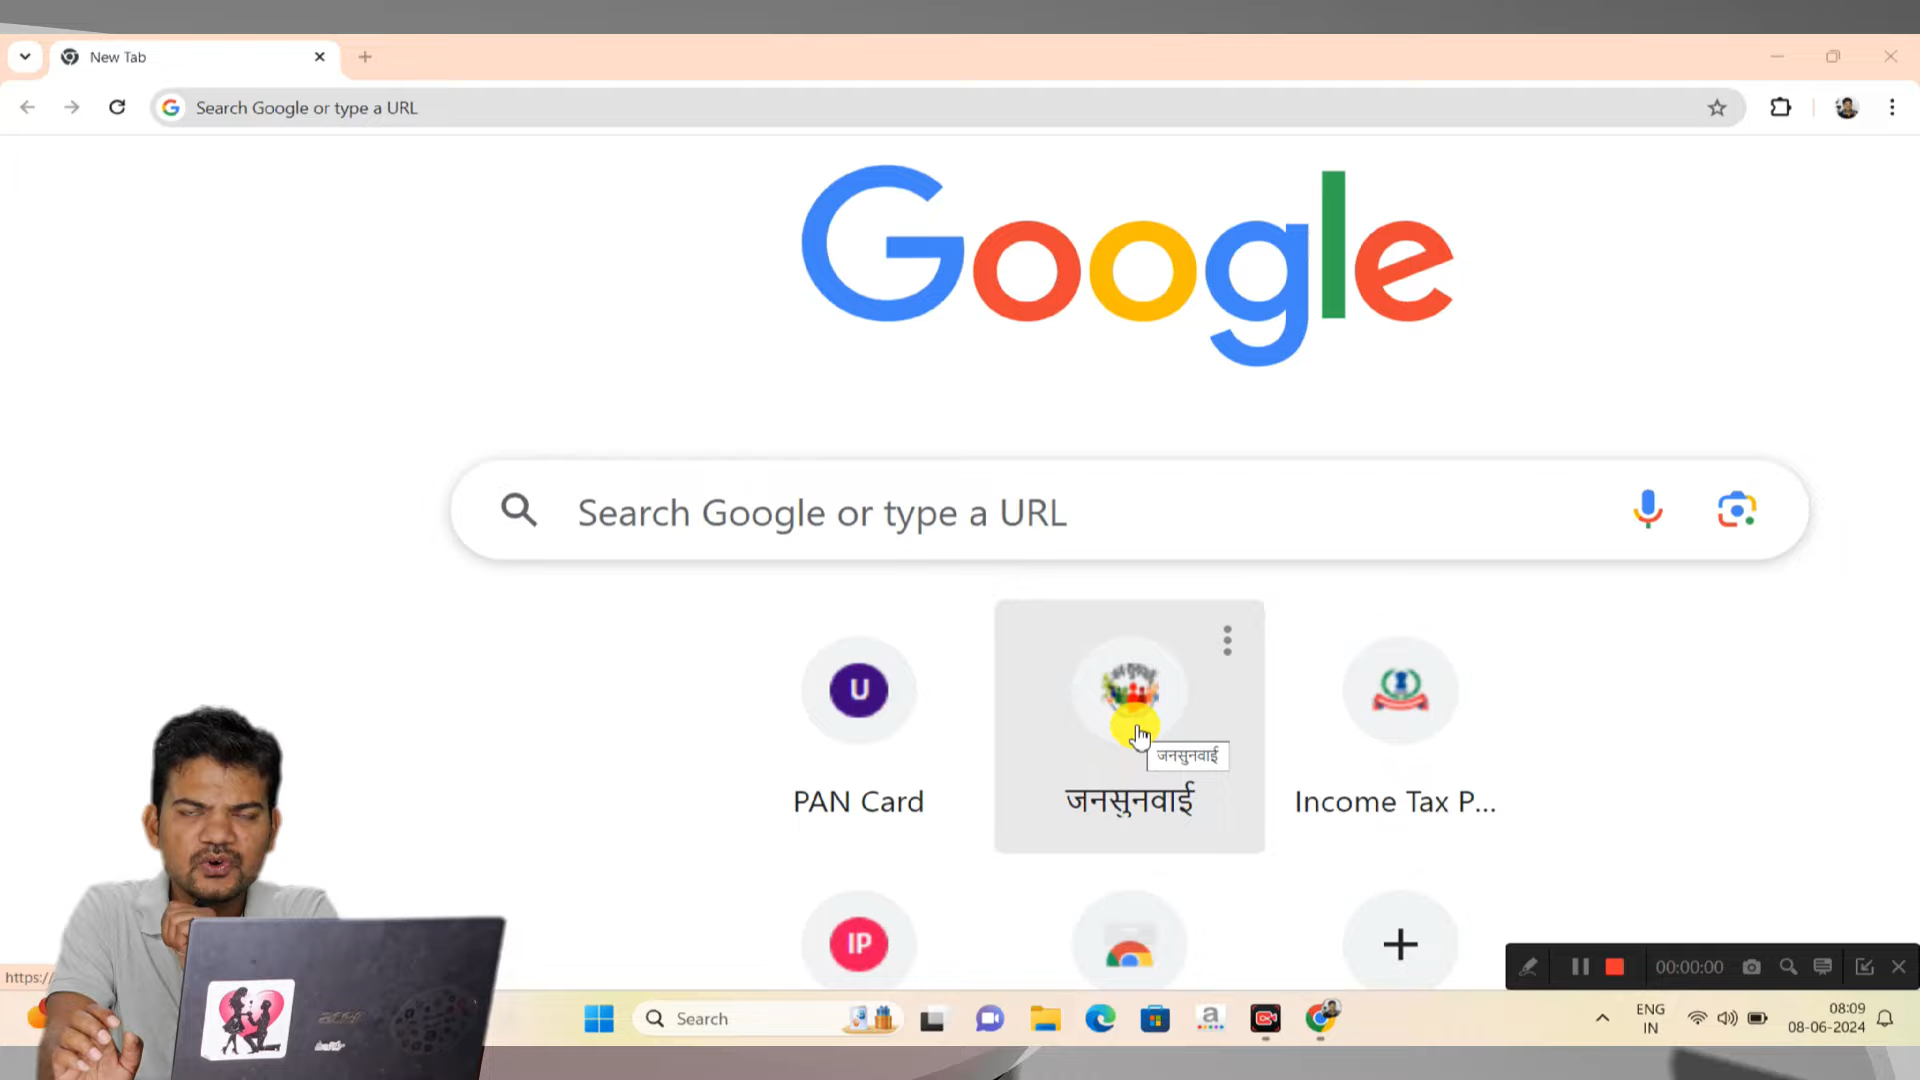 New Tab
Search Google or type a URL
Google
Search Google or type a URL
U
जनसुनवाई
PAN Card
जनसुनवाई
Income Tax P...
IP
00:00:00
https://
acer
Search
a
ENG
IN
08:09
08-06-2024